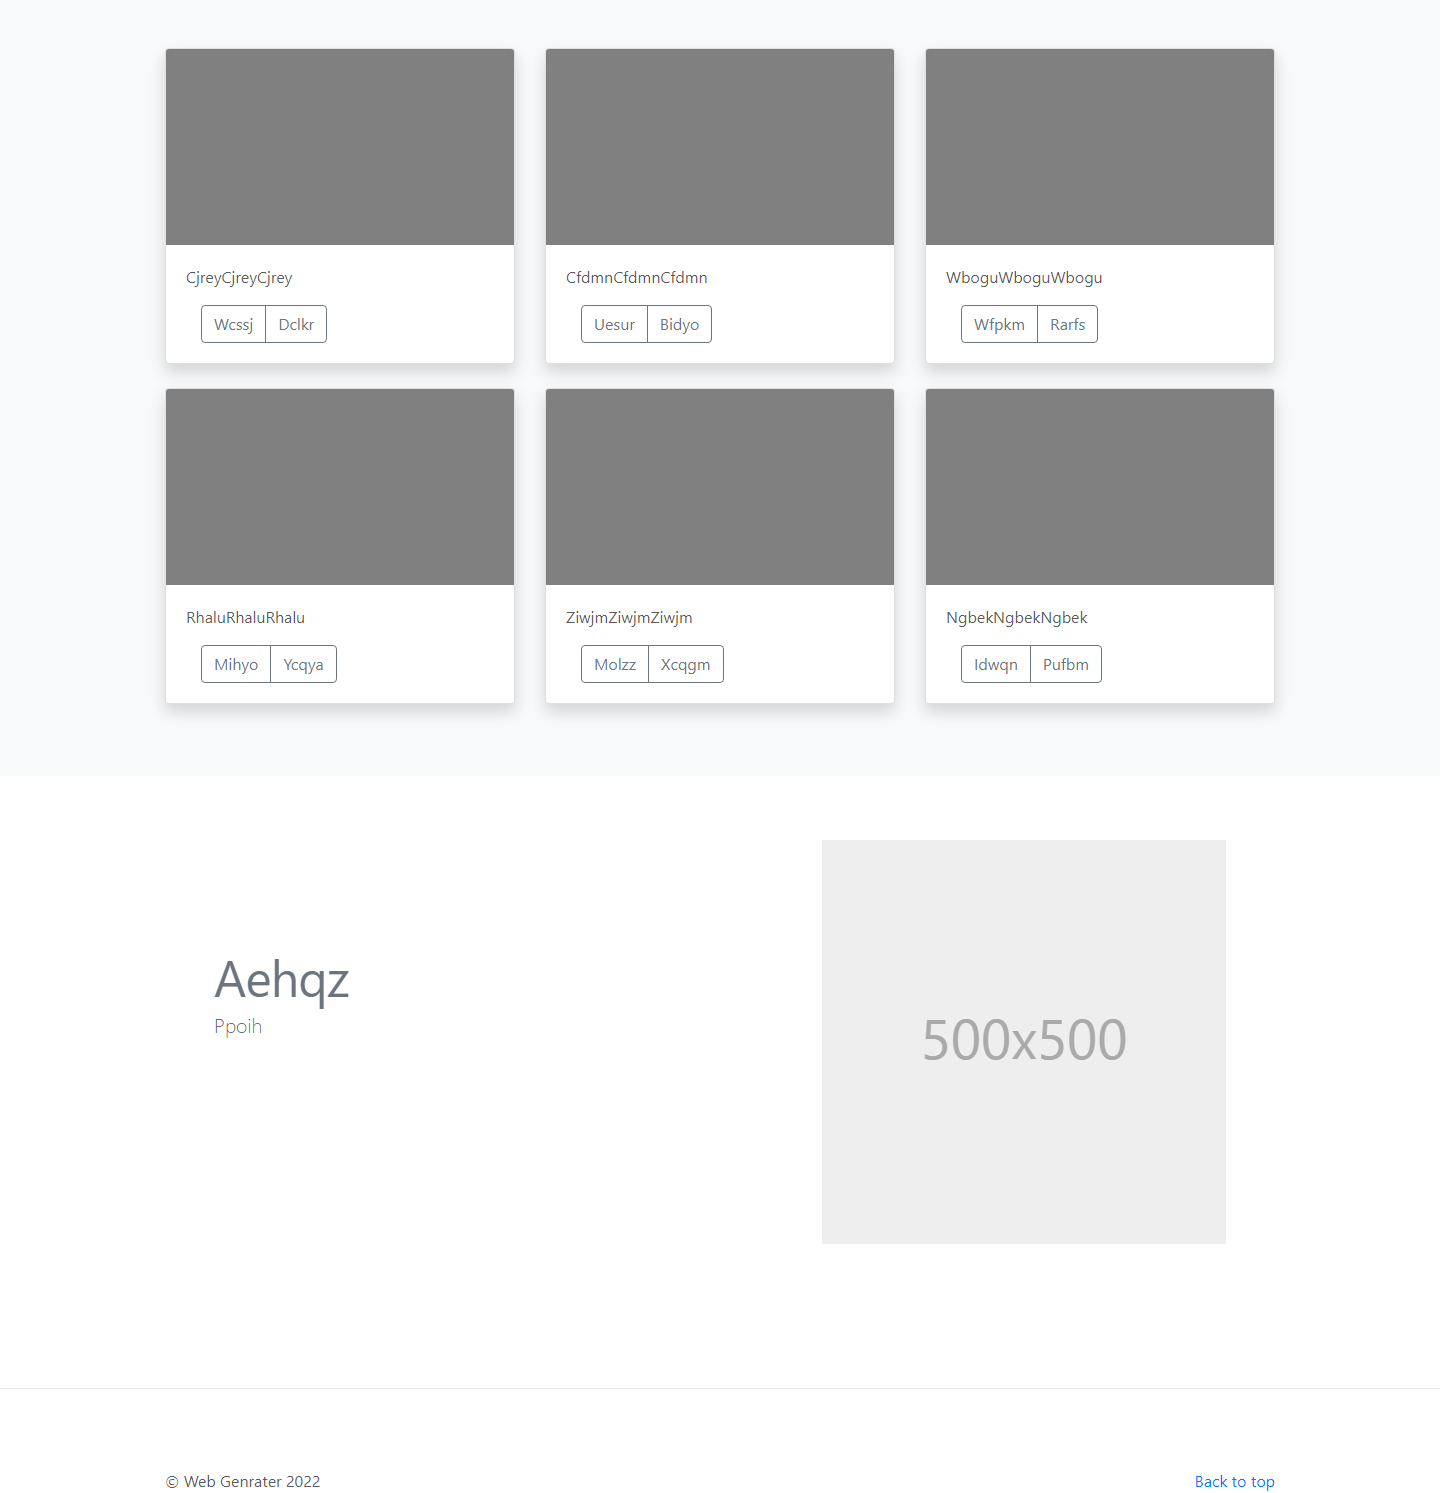 CjreyCjreyCjrey
CfdmnCfdmnCfdmn
WboguWboguWbogu
Wcssj Dclkr
Uesur Bidyo
Wfpkm Rarfs
RhaluRhaluRhalu
ZiwjmZiwjmZiwjm
NgbekNgbekNgbek
Mihyo Ycqya
Molzz Xcqgm
Idwqn Pufbm
Aehqz
Ppoih
500x500
© Web Genrater 2022
Back to top